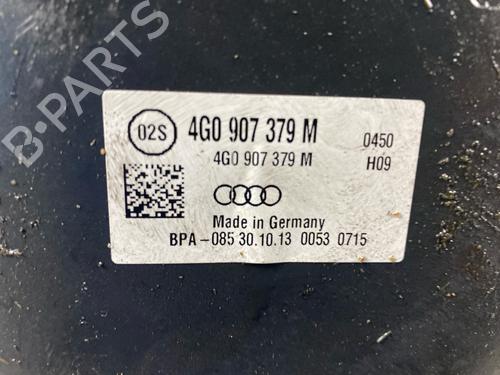 B-PARTS
02S
4G0 907 379 M
0450
4G0 907 379 M
H09
Made in Germany
BPA-085 30.10.13 0053 0715